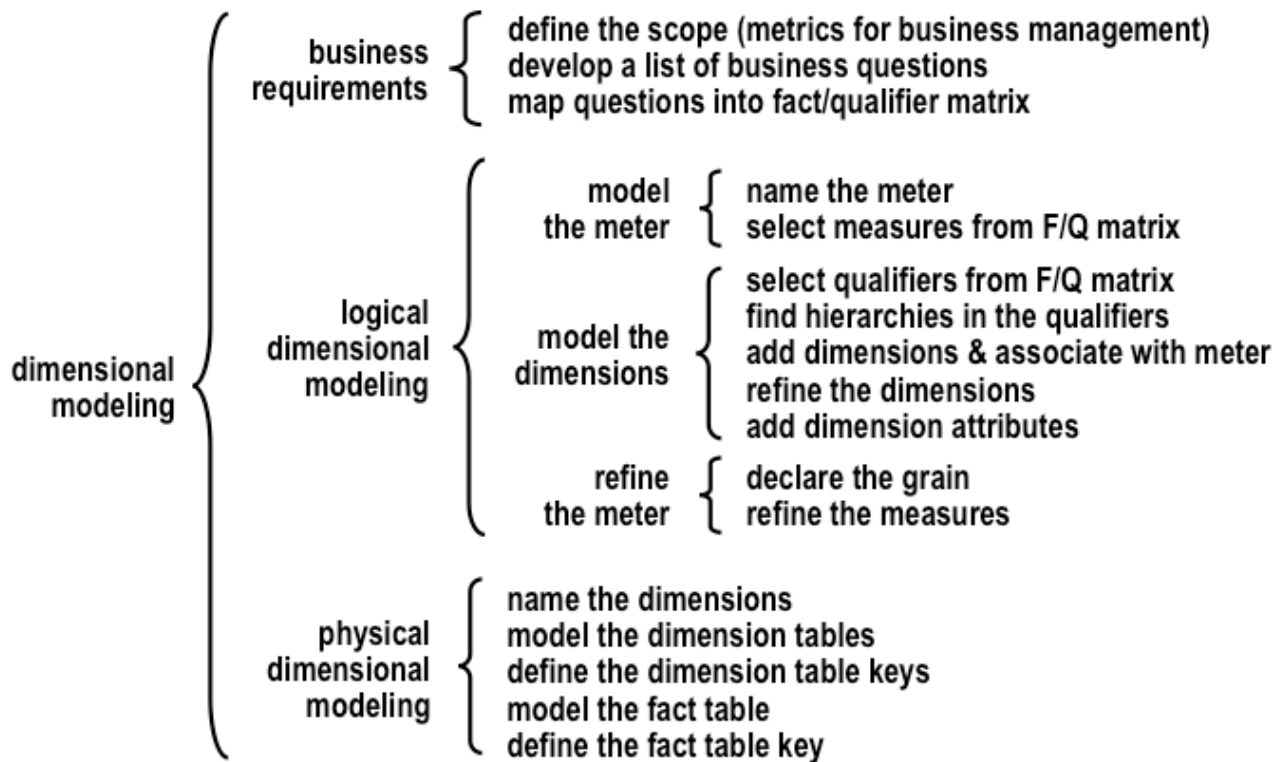 dimensional
modeling
business
requirements
define the scope (metrics for business management)
develop a list of business questions
map questions into fact/qualifier matrix
logical
dimensional
modeling
model
the meter
name the meter
select measures from F/Q matrix
model the
dimensions
select qualifiers from F/Q matrix
find hierarchies in the qualifiers
add dimensions & associate with meter
refine the dimensions
add dimension attributes
refine
the meter
declare the grain
refine the measures
physical
dimensional
modeling
name the dimensions
model the dimension tables
define the dimension table keys
model the fact table
define the fact table key